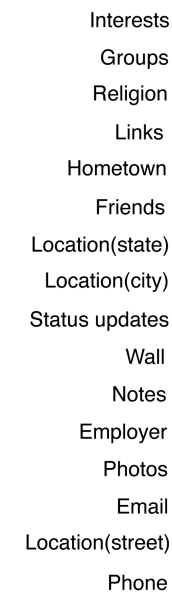 Interests
Groups
Religion
Links
Hometown
Friends
Location(state)
Location(city)
Status updates
Wall
Notes
Employer
Photos
Email
Location(street)
Phone